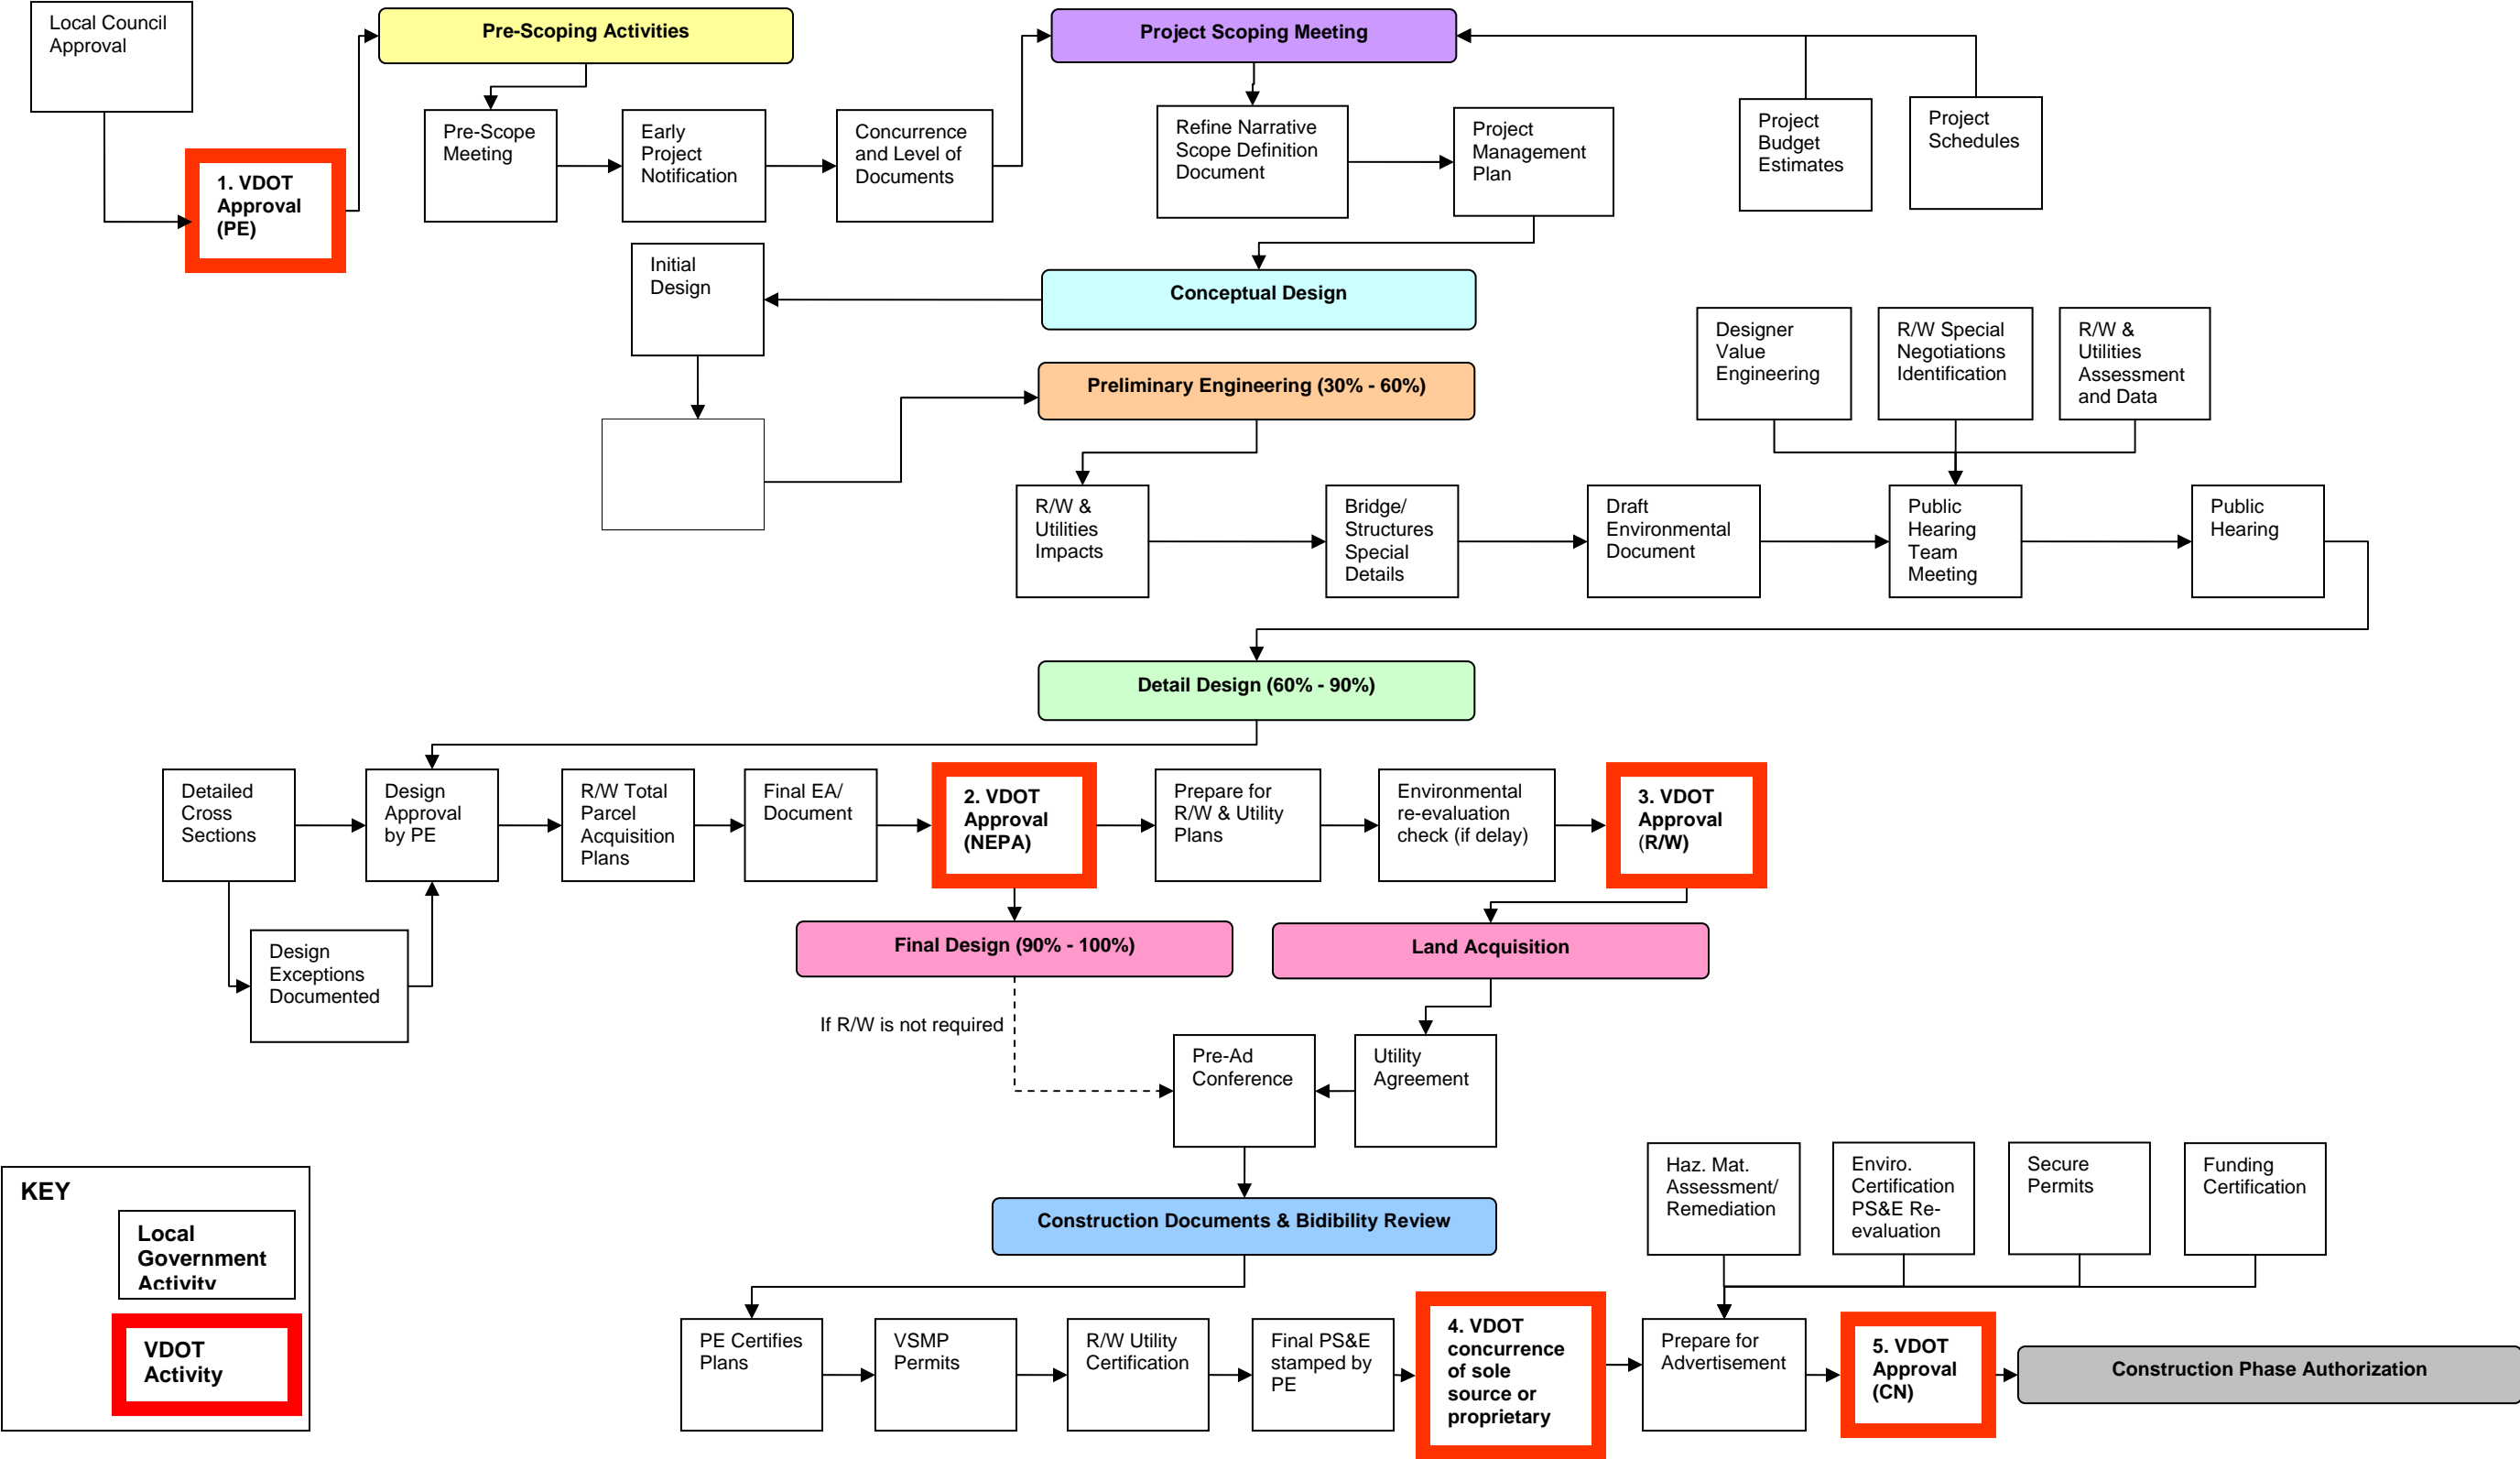 Local Council
Approval
Pre-Scoping Activities
Project Scoping Meeting
1. VDOT
Approval
(PE)
Pre-Scope
Meeting
Early
Project
Notification
Concurrence
and Level of
Documents
Refine Narrative
Scope Definition
Document
Project
Management
Plan
Project
Budget
Estimates
Project
Schedules
Initial
Design
Conceptual Design
Preliminary Engineering (30% - 60%)
Designer
Value
Engineering
R/W Special
Negotiations
Identification
R/W &
Utilities
Assessment
and Data
R/W &
Utilities
Impacts
Bridge/
Structures
Special
Details
Draft
Environmental
Document
Public
Hearing
Team
Meeting
Public
Hearing
Detail Design (60% - 90%)
Detailed
Cross
Sections
Design
Approval
by PE
R/W Total
Parcel
Acquisition
Plans
Final EA/
Document
2. VDOT
Approval
(NEPA)
Prepare for
R/W & Utility
Plans
Environmental
re-evaluation
check (if delay)
3. VDOT
Approval
(R/W)
Design
Exceptions
Documented
Final Design (90% - 100%)
Land Acquisition
If R/W is not required
Pre-Ad
Conference
Utility
Agreement
KEY
Local
Government
Activity
VDOT
Activity
Construction Documents & Bidibility Review
Haz. Mat.
Assessment/
Remediation
Enviro.
Certification
PS&E Re-
evaluation
Secure
Permits
Funding
Certification
PE Certifies
Plans
VSMP
Permits
R/W Utility
Certification
Final PS&E
stamped by
PE
4. VDOT
concurrence
of sole
source or
proprietary
Prepare for
Advertisement
5. VDOT
Approval
(CN)
Construction Phase Authorization